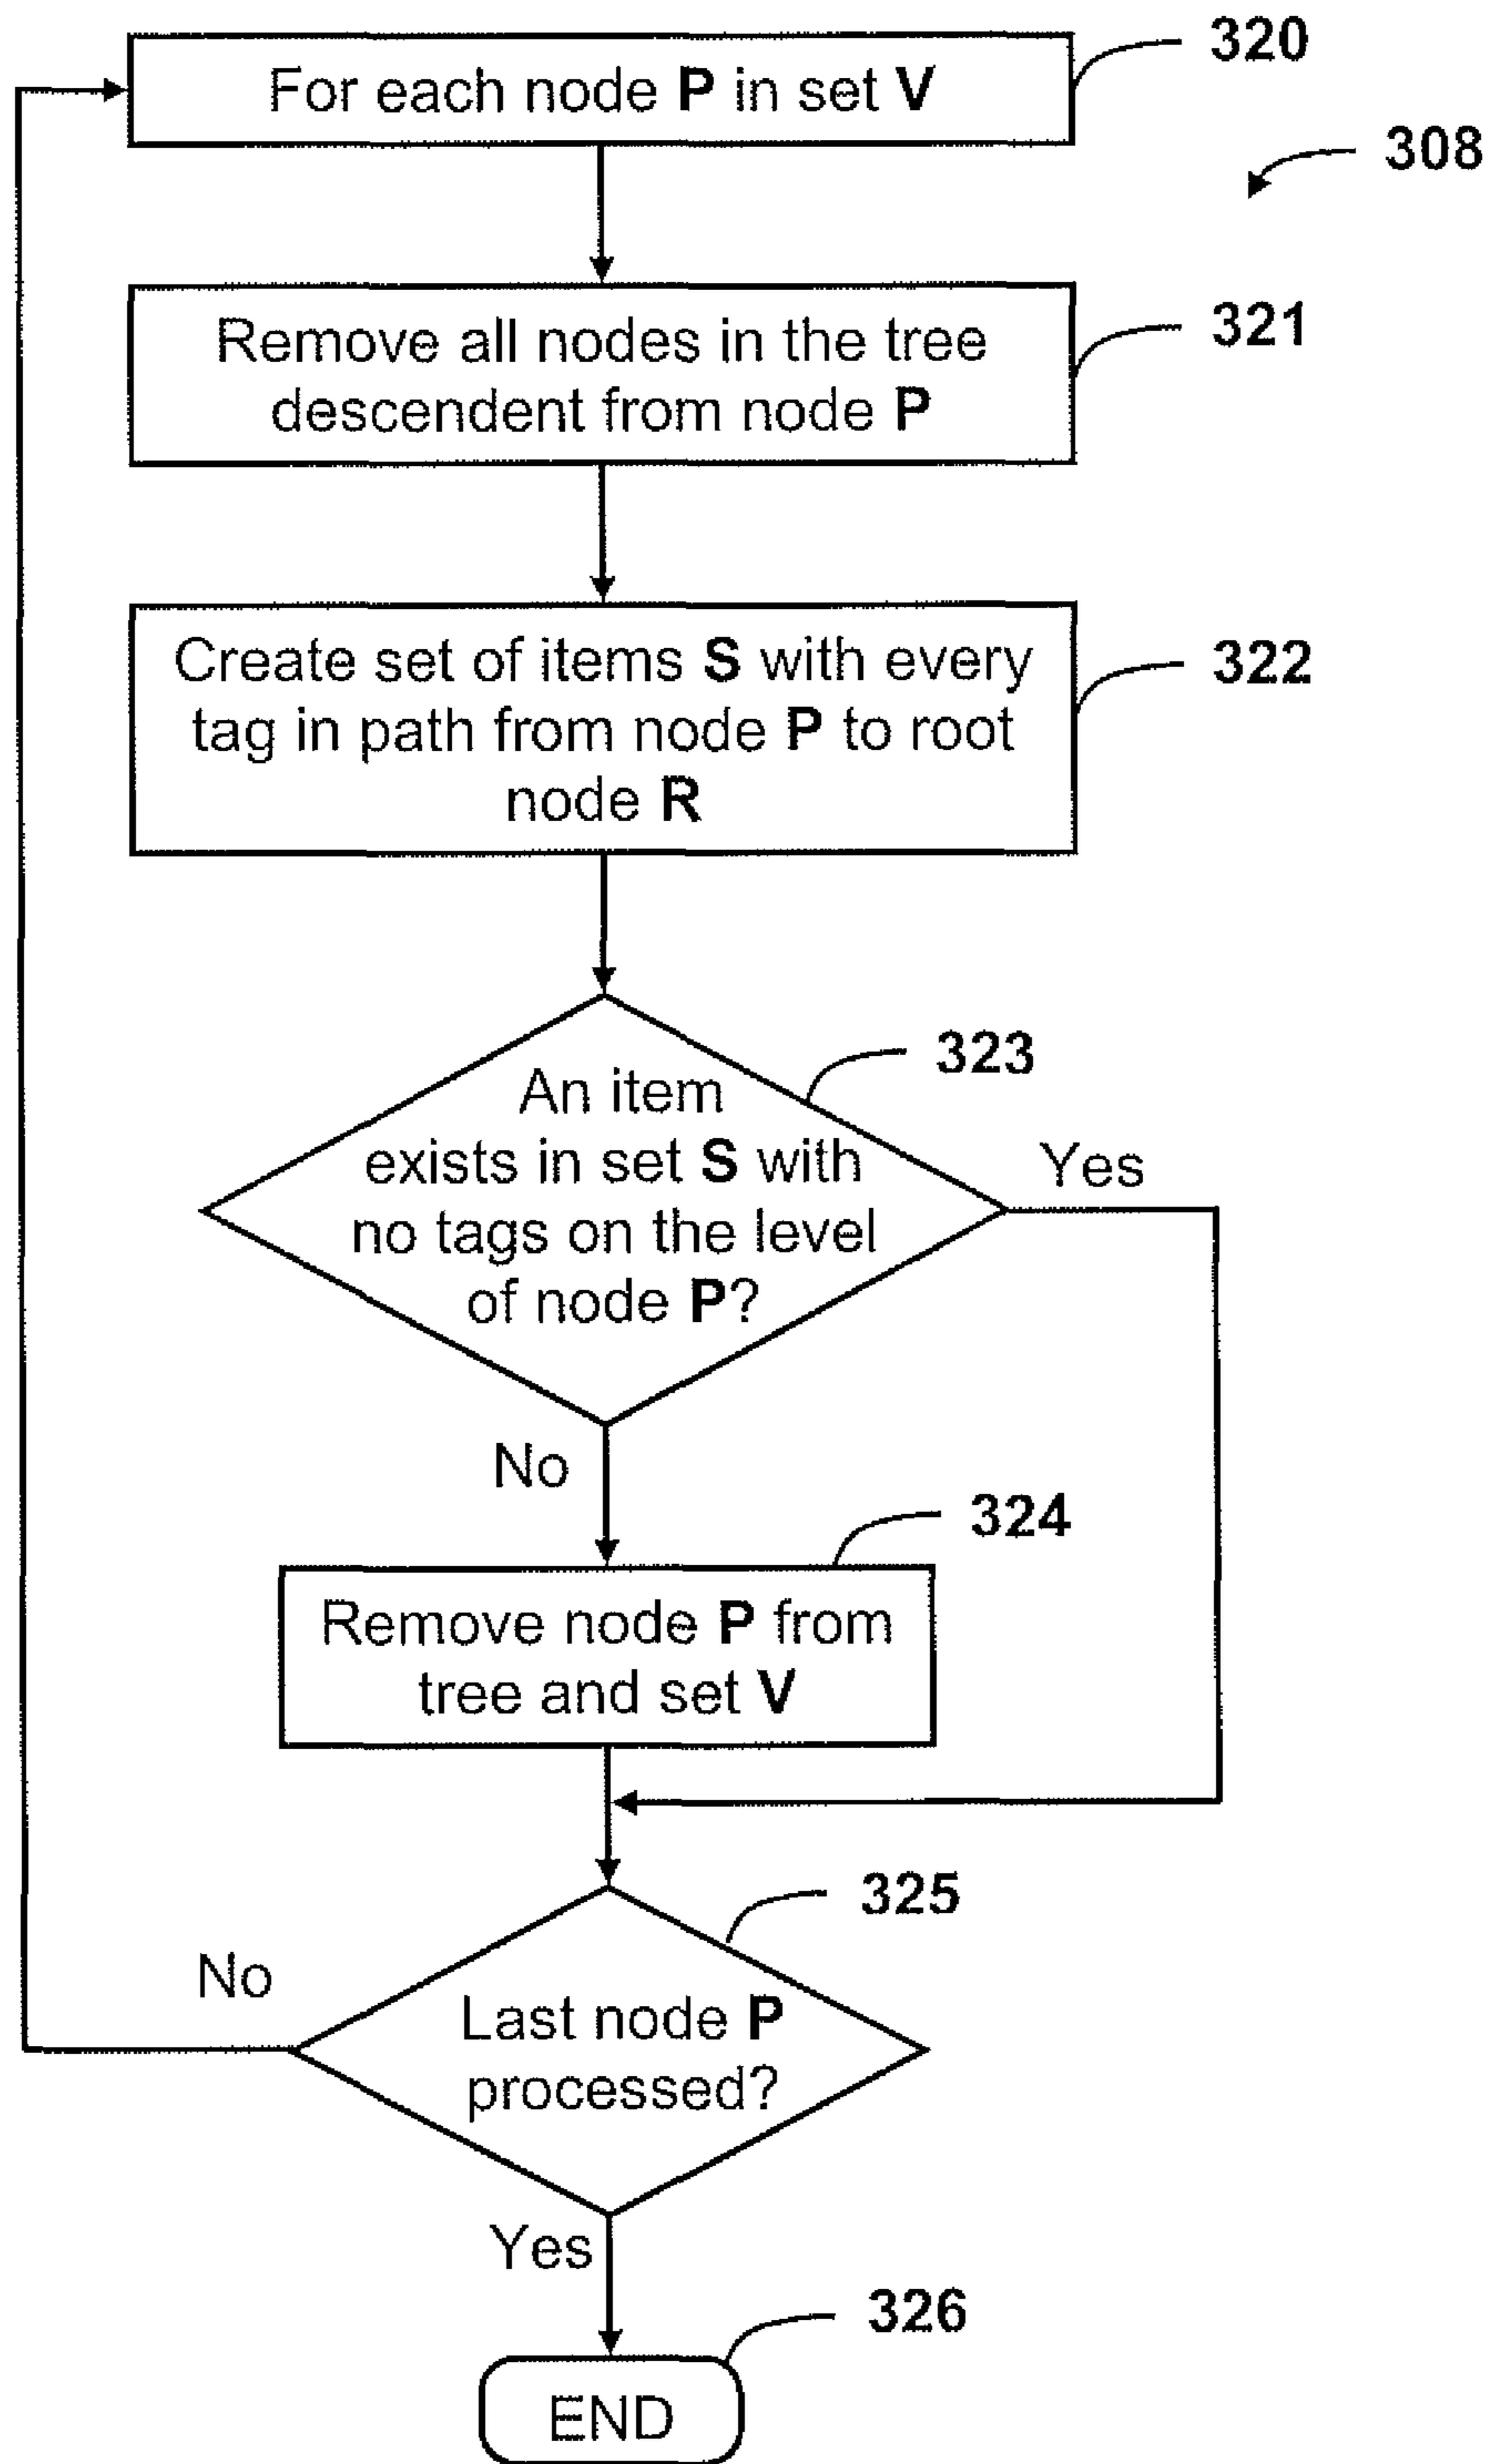 320
For each node P in set V
308
321
Remove all nodes in the tree
descendent from node P
322
Create set of items S with every
tag in path from node P to root
node R
323
An item
exists in set S with
no tags on the level
of node P?
Yes
No
324
Remove node P from
tree and set V
325
No
Last node P
processed?
Yes
326
END